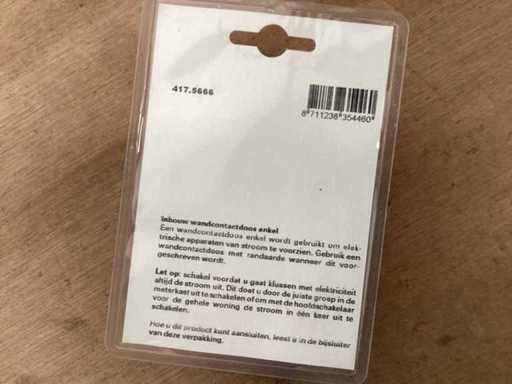 417.5666
8 711238 354460
Inbouw wandcontactdoos enkel
Een wandcontactdoos enkel wordt gebruikt om elek-
trische apparaten van stroom te voorzien. Gebruik een
wandcontactdoos met randaarde wanneer dit voor-
geschreven wordt.
Let op: schakel voordat u gaat klussen met elektriciteit
altijd de stroom uit. Dit doet u door de juiste groep in de
meterkast uit te schakelen of om met de hoofdschakelaar
voor de gehele woning de stroom in één keer uit te
schakelen.
Hoe u dit product kunt aansluiten, leest u in de bijsluiter
van deze verpakking.